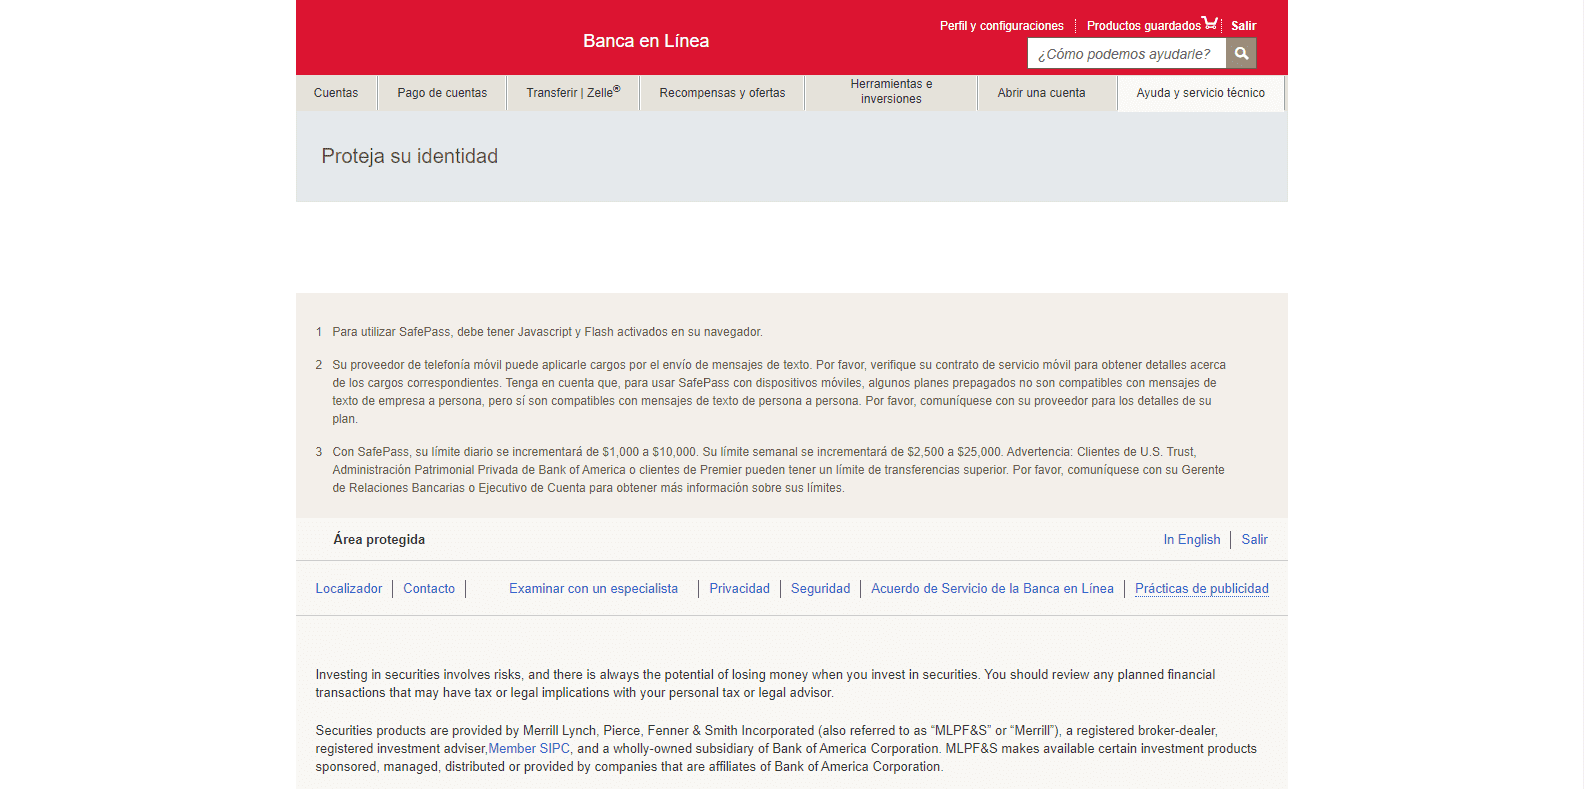 Perfil y configuraciones
Productos guardados
Salir
Banca en Línea
¿Cómo podemos ayudarle?
Cuentas
Pago de cuentas
Transferir | Zelle®
Recompensas y ofertas
Herramientas e
inversiones
Abrir una cuenta
Ayuda y servicio técnico
Proteja su identidad
1 Para utilizar SafePass, debe tener Javascript y Flash activados en su navegador.
2 Su proveedor de telefonía móvil puede aplicarle cargos por el envío de mensajes de texto. Por favor, verifique su contrato de servicio móvil para obtener detalles acerca
de los cargos correspondientes. Tenga en cuenta que, para usar SafePass con dispositivos móviles, algunos planes prepagados no son compatibles con mensajes de
texto de empresa a persona, pero sí son compatibles con mensajes de texto de persona a persona. Por favor, comuníquese con su proveedor para los detalles de su
plan.
3 Con SafePass, su límite diario se incrementará de $1,000 a $10,000. Su límite semanal se incrementará de $2,500 a $25,000. Advertencia: Clientes de U.S. Trust,
Administración Patrimonial Privada de Bank of America o clientes de Premier pueden tener un límite de transferencias superior. Por favor, comuníquese con su Gerente
de Relaciones Bancarias o Ejecutivo de Cuenta para obtener más información sobre sus límites.
Área protegida
In English
Salir
Localizador
Contacto
Examinar con un especialista
Privacidad
Seguridad
Acuerdo de Servicio de la Banca en Línea
Prácticas de publicidad
Investing in securities involves risks, and there is always the potential of losing money when you invest in securities. You should review any planned financial
transactions that may have tax or legal implications with your personal tax or legal advisor.
Securities products are provided by Merrill Lynch, Pierce, Fenner & Smith Incorporated (also referred to as “MLPF&S” or “Merrill”), a registered broker-dealer,
registered investment adviser,Member SIPC, and a wholly-owned subsidiary of Bank of America Corporation. MLPF&S makes available certain investment products
sponsored, managed, distributed or provided by companies that are affiliates of Bank of America Corporation.